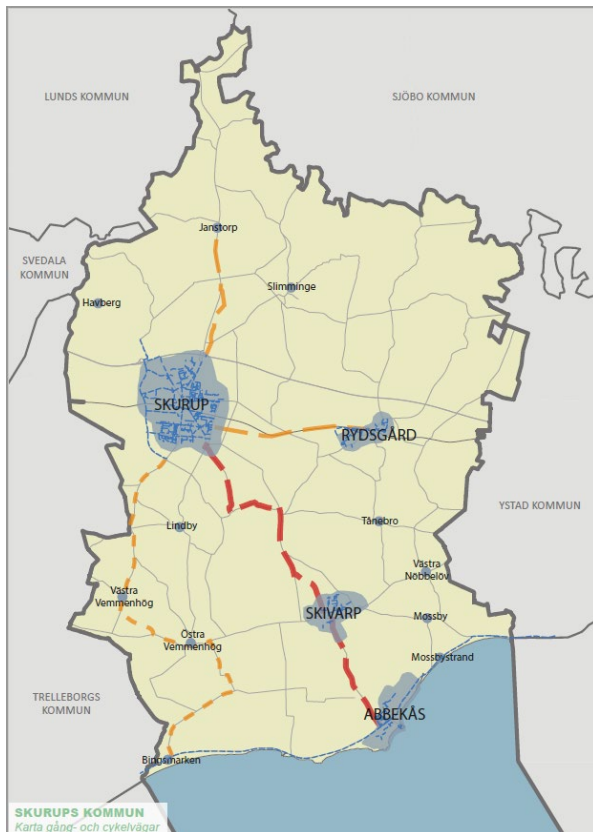 LUNDS KOMMUN
SJÖBO KOMMUN
Janstorp
SVEDALA
KOMMUN
Slimminge
Havberg
SKURUP
RYDSGÅRD
YSTAD KOMMUN
Lindby
Tånebro
Västra
Nöbbelöv
Västra
Vemmenhög
SKIVARP
Mossby
Östra
Vemmenhög
Mossbystrand
TRELLEBORGS
KOMMUN
ABBEKÅS
Bingsmarken
SKURUPS KOMMUN
Karta gång- och cykelvägar